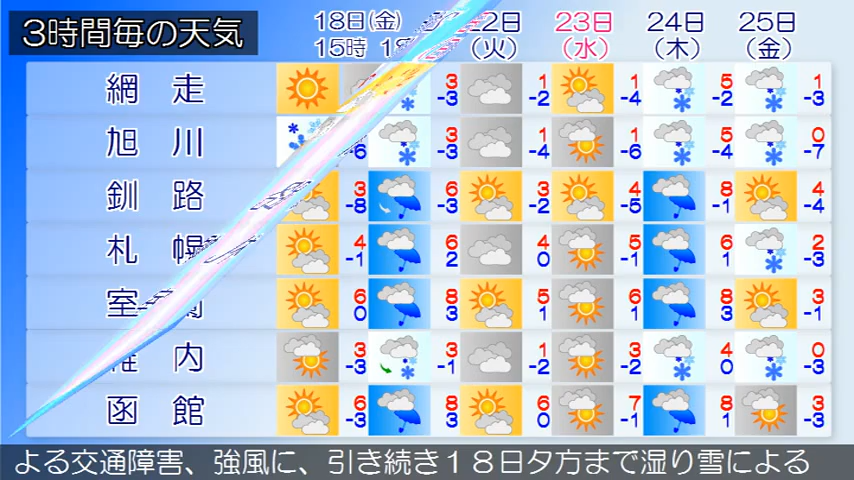 3時間毎の天気
18日(金) 22日 23日 24日 25日
15時 18 (火) (水) (木) (金)
網走 3 -3 1 -2 1 -4 5 -2 1 -3
旭川 -6 3 -3 1 -4 1 -6 5 -4 0 -7
釧路 3 -8 6 -3 3 -2 4 -5 8 -1 4 -4
札幌 4 -1 6 2 4 0 5 -1 6 1 2 -3
室蘭 6 0 8 3 5 1 6 1 8 3 3 -1
稚内 3 -3 3 -1 1 -2 3 -2 4 0 0 -3
函館 6 -3 8 3 6 0 7 -1 8 1 3 -3
よる交通障害、強風に、引き続き18日夕方まで湿り雪による